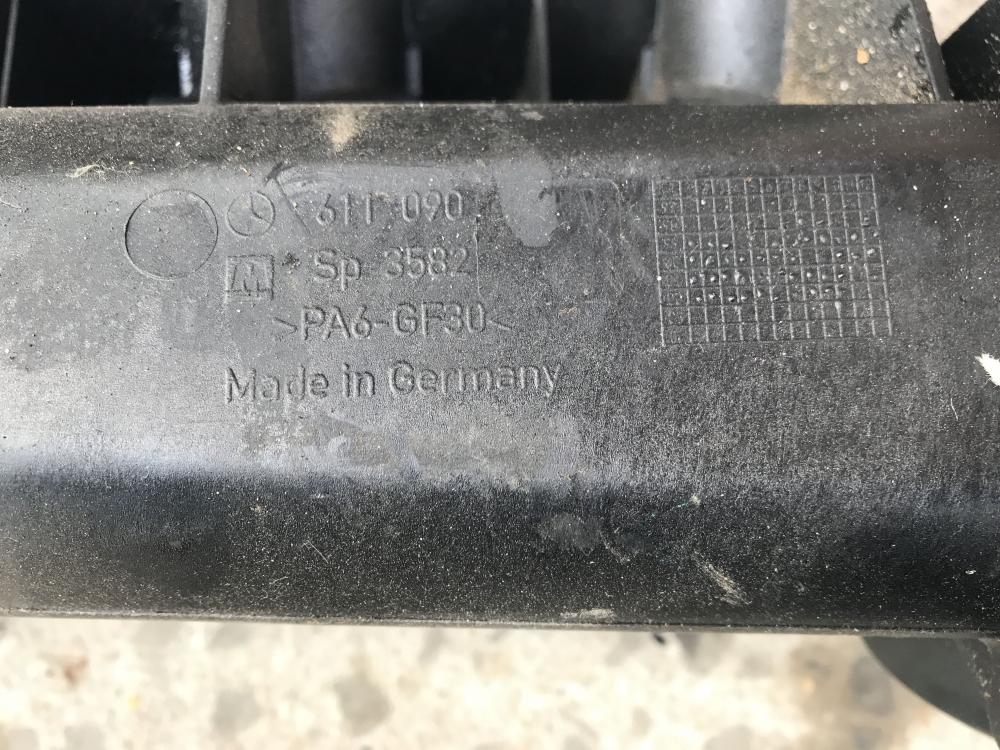 611 090
Sp 3582
>PA6-GF30<
Made in Germany